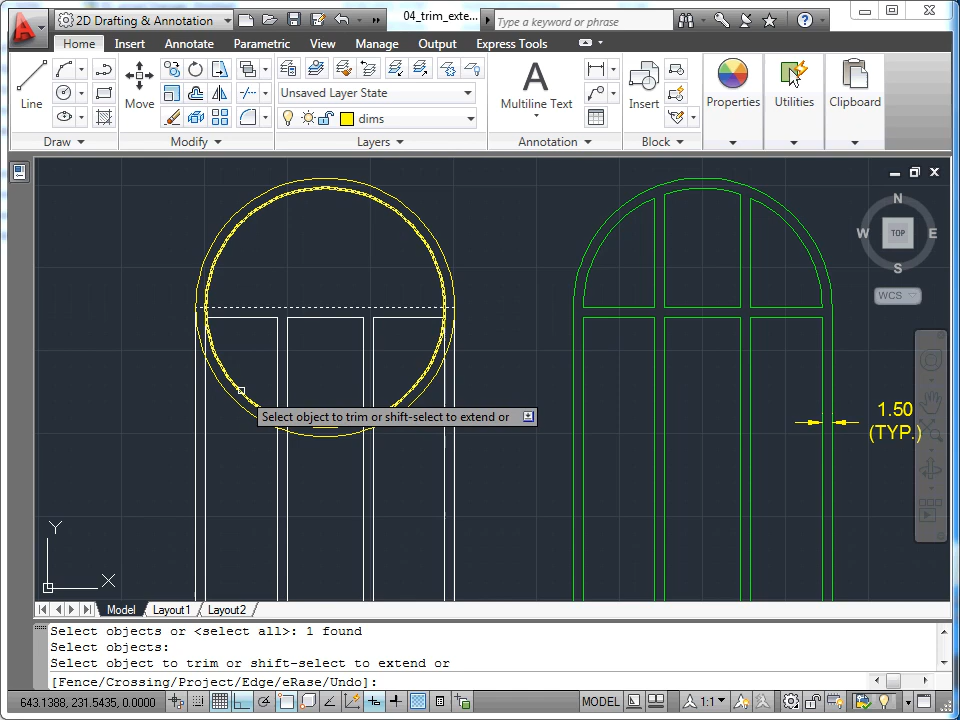 2D Drafting & Annotation
04_trim_exte...
Type a keyword or phrase
Home Insert Annotate Parametric View Manage Output Express Tools
Line
Move
Unsaved Layer State
dims
Multiline Text
Insert
Properties
Utilities
Clipboard
Draw
Modify
Layers
Annotation
Block
N
W TOP E
S
WCS
1.50
(TYP.)
Select object to trim or shift-select to extend or
Y
X
Model Layout1 Layout2
Select objects or <select all>: 1 found
Select objects:
Select object to trim or shift-select to extend or
[Fence/Crossing/Project/Edge/eRase/Undo]:
643.1388, 231.5435, 0.0000
MODEL
1:1